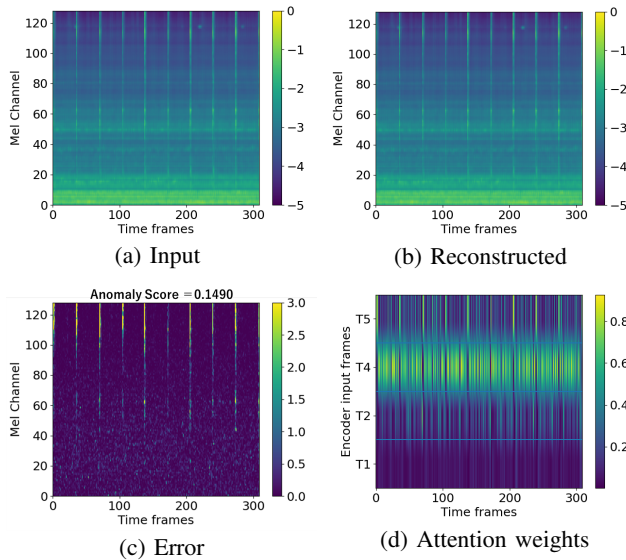 120
100
80
60
40
20
0
Mel Channel
0 100 200 300
Time frames
0
−1
−2
−3
−4
−5
(a) Input
120
100
80
60
40
20
0
Mel Channel
0 100 200 300
Time frames
0
−1
−2
−3
−4
−5
(b) Reconstructed
Anomaly Score =0.1490
120
100
80
60
40
20
0
Mel Channel
0 100 200 300
Time frames
3.0
2.5
2.0
1.5
1.0
0.5
0.0
(c) Error
T5
T4
T2
T1
Encoder input frames
0 100 200 300
Time frames
0.8
0.6
0.4
0.2
(d) Attention weights